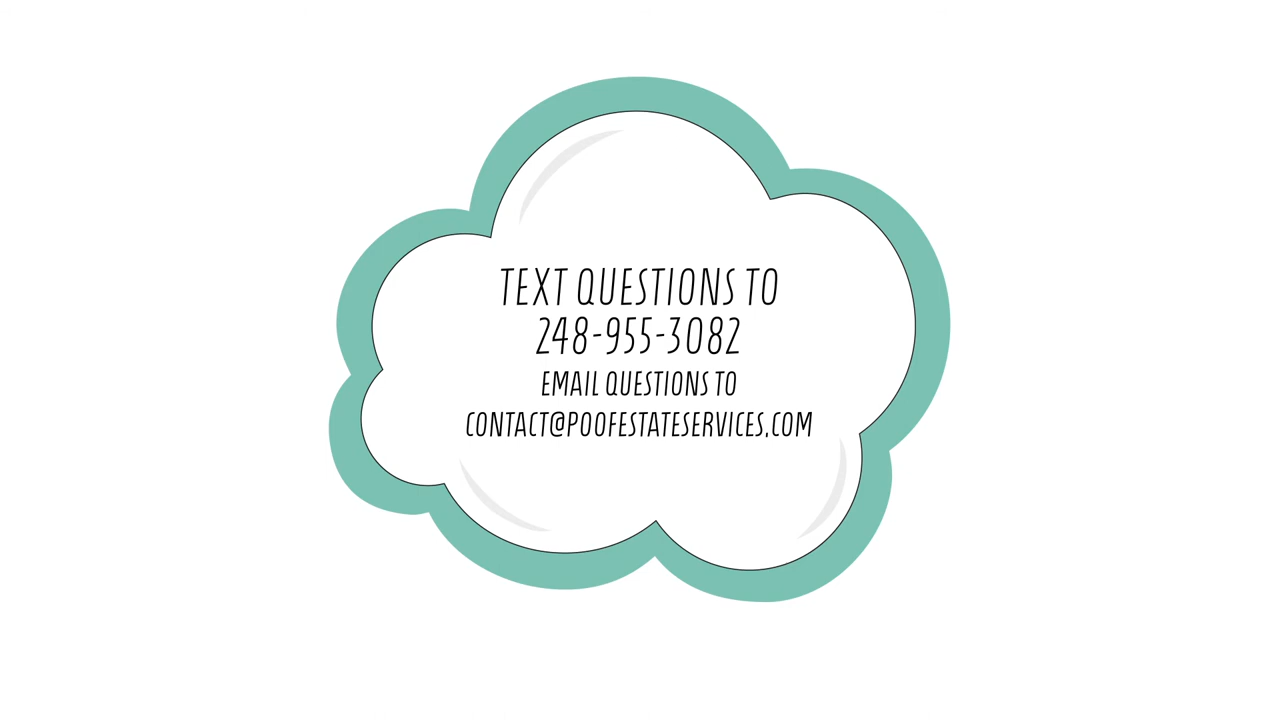 TEXT QUESTIONS TO
248-955-3082
EMAIL QUESTIONS TO
CONTACT@POOFESTATESERVICES.COM